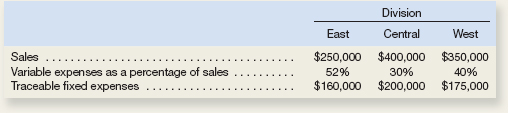 Division
East Central West
Sales . . . . . . . . . . . . . . . . . . . . . . . . . . . . . . . . . . . . . . . . . . . $250,000 $400,000 $350,000
Variable expenses as a percentage of sales . . . . . . . . . . 52% 30% 40%
Traceable fixed expenses . . . . . . . . . . . . . . . . . . . . . . . . . $160,000 $200,000 $175,000